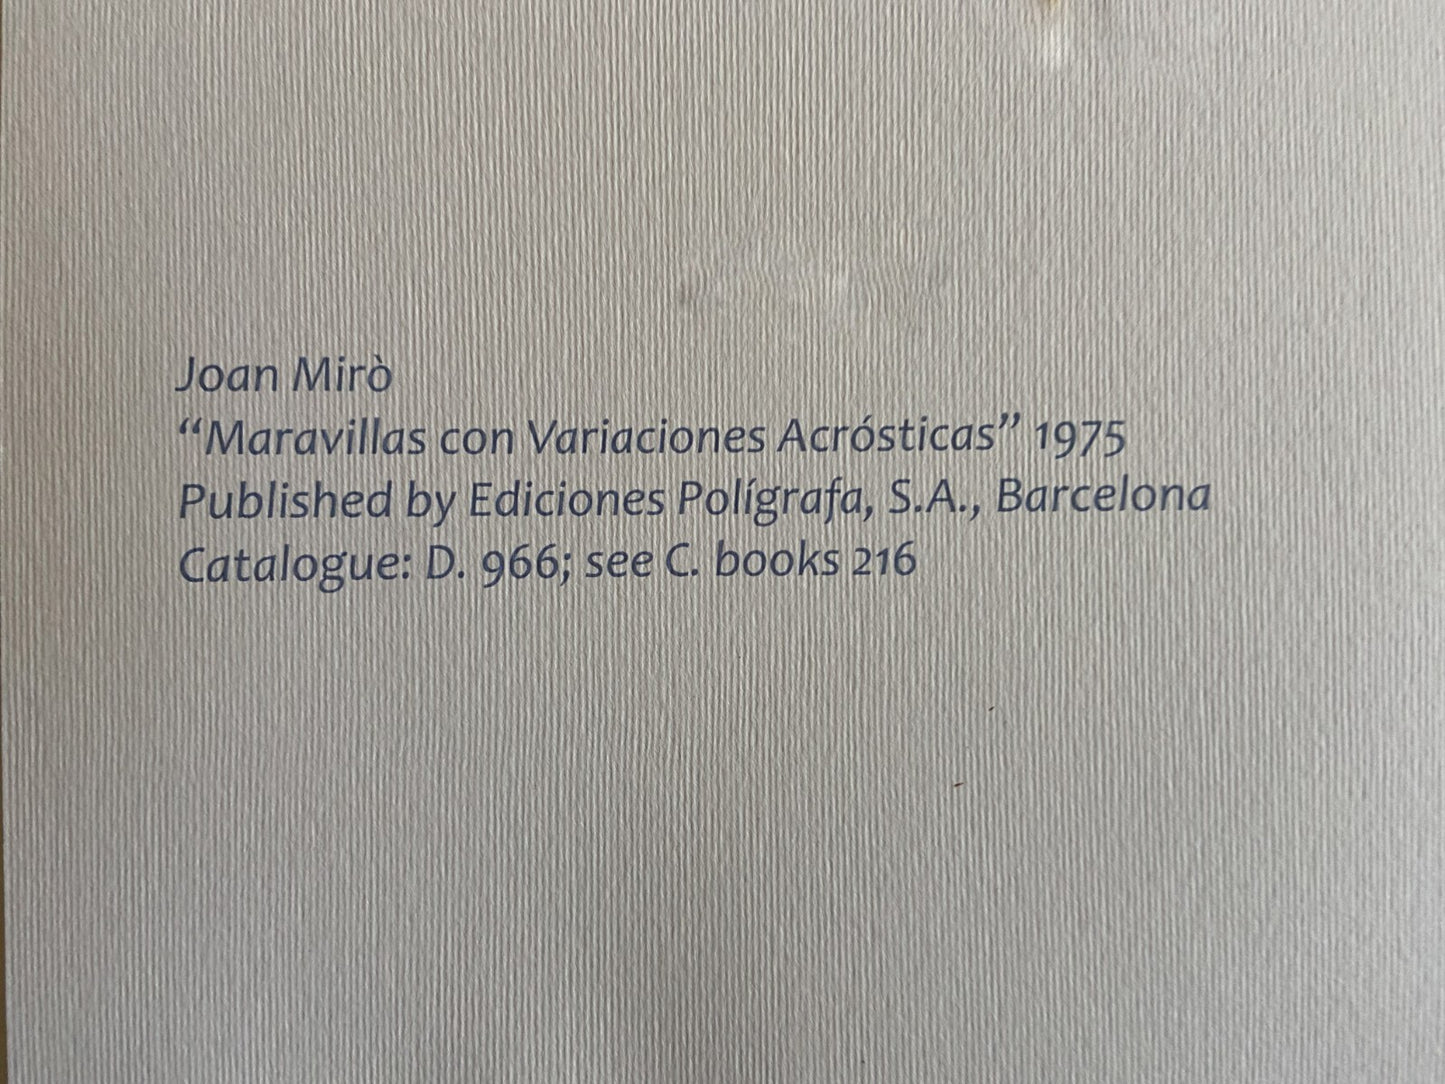 Joan Mirò
“Maravillas con Variaciones Acrósticas” 1975
Published by Ediciones Polígrafa, S.A., Barcelona
Catalogue: D. 966; see C. books 216